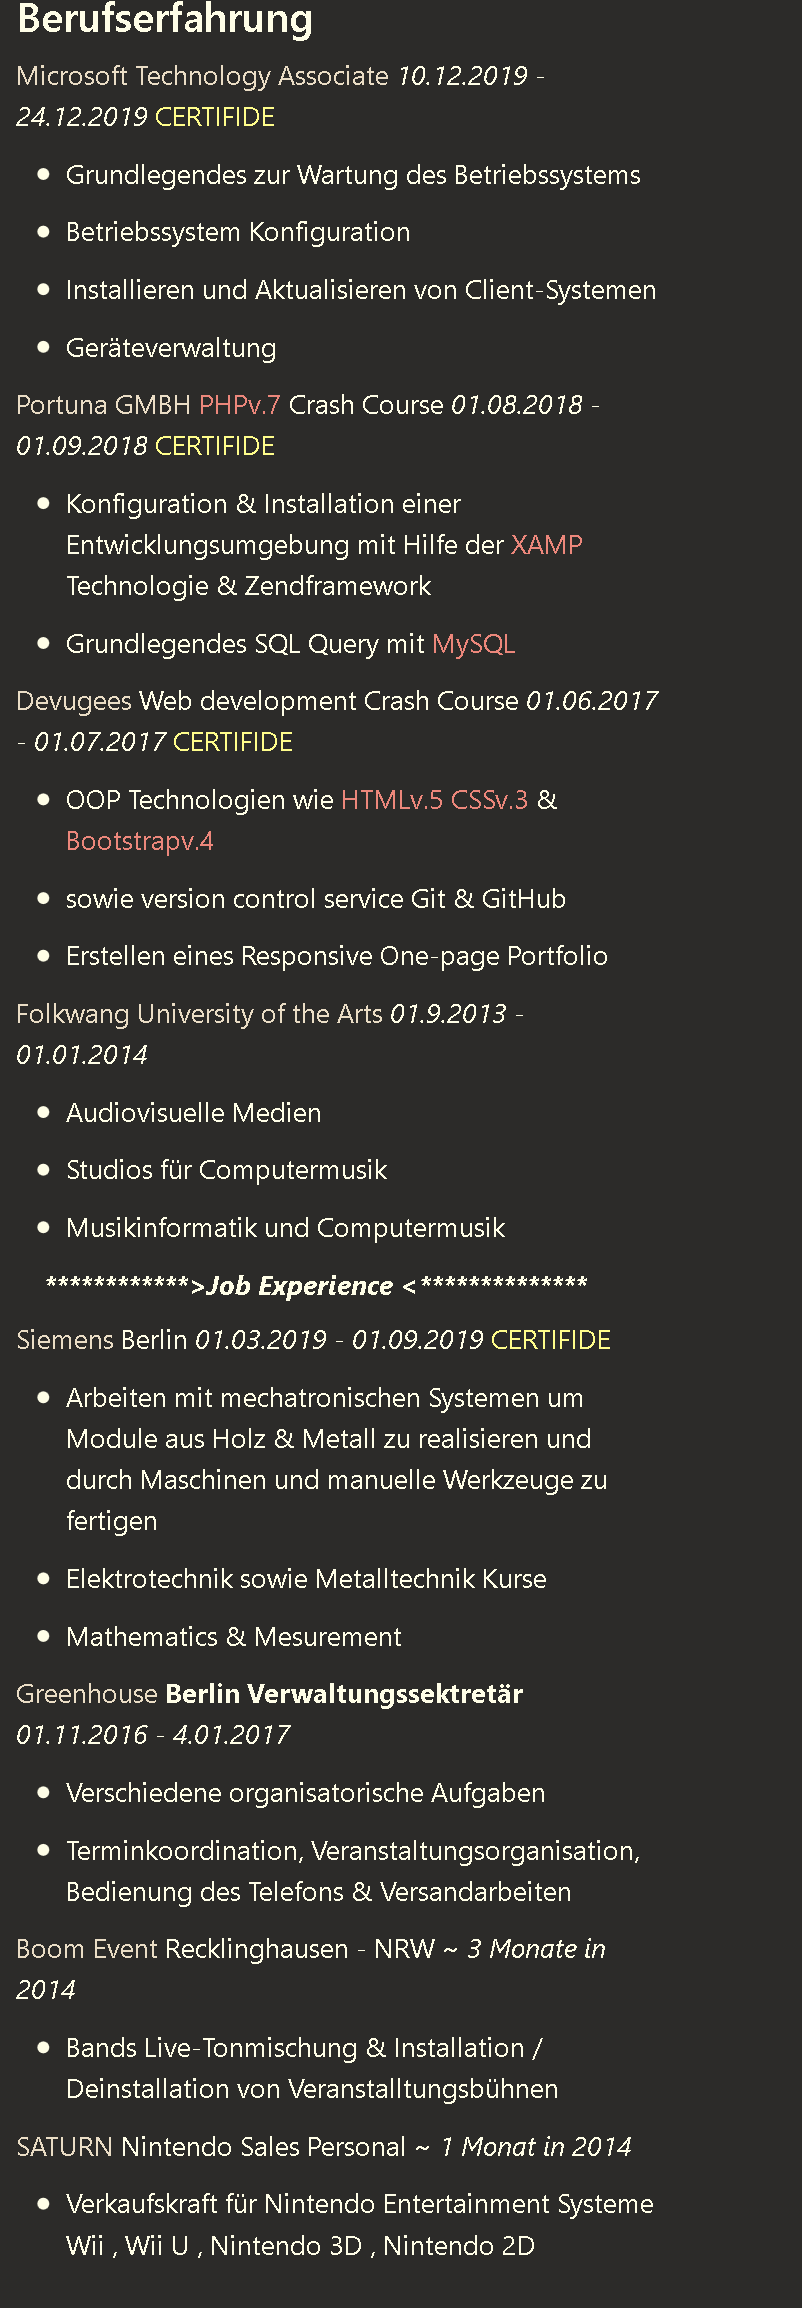 Berufserfahrung
Microsoft Technology Associate 10.12.2019 -
24.12.2019 CERTIFIDE
Grundlegendes zur Wartung des Betriebssystems
Betriebssystem Konfiguration
Installieren und Aktualisieren von Client-Systemen
Geräteverwaltung
Portuna GMBH PHPv.7 Crash Course 01.08.2018 -
01.09.2018 CERTIFIDE
Konfiguration & Installation einer
Entwicklungsumgebung mit Hilfe der XAMP
Technologie & Zendframework
Grundlegendes SQL Query mit MySQL
Devugees Web development Crash Course 01.06.2017
- 01.07.2017 CERTIFIDE
OOP Technologien wie HTMLv.5 CSSv.3 &
Bootstrapv.4
sowie version control service Git & GitHub
Erstellen eines Responsive One-page Portfolio
Folkwang University of the Arts 01.9.2013 -
01.01.2014
Audiovisuelle Medien
Studios für Computermusik
Musikinformatik und Computermusik
************>Job Experience <**************
Siemens Berlin 01.03.2019 - 01.09.2019 CERTIFIDE
Arbeiten mit mechatronischen Systemen um
Module aus Holz & Metall zu realisieren und
durch Maschinen und manuelle Werkzeuge zu
fertigen
Elektrotechnik sowie Metalltechnik Kurse
Mathematics & Mesurement
Greenhouse Berlin Verwaltungssektretär
01.11.2016 - 4.01.2017
Verschiedene organisatorische Aufgaben
Terminkoordination, Veranstaltungsorganisation,
Bedienung des Telefons & Versandarbeiten
Boom Event Recklinghausen - NRW ~ 3 Monate in
2014
Bands Live-Tonmischung & Installation /
Deinstallation von Veranstalltungsbühnen
SATURN Nintendo Sales Personal ~ 1 Monat in 2014
Verkaufskraft für Nintendo Entertainment Systeme
Wii , Wii U , Nintendo 3D , Nintendo 2D